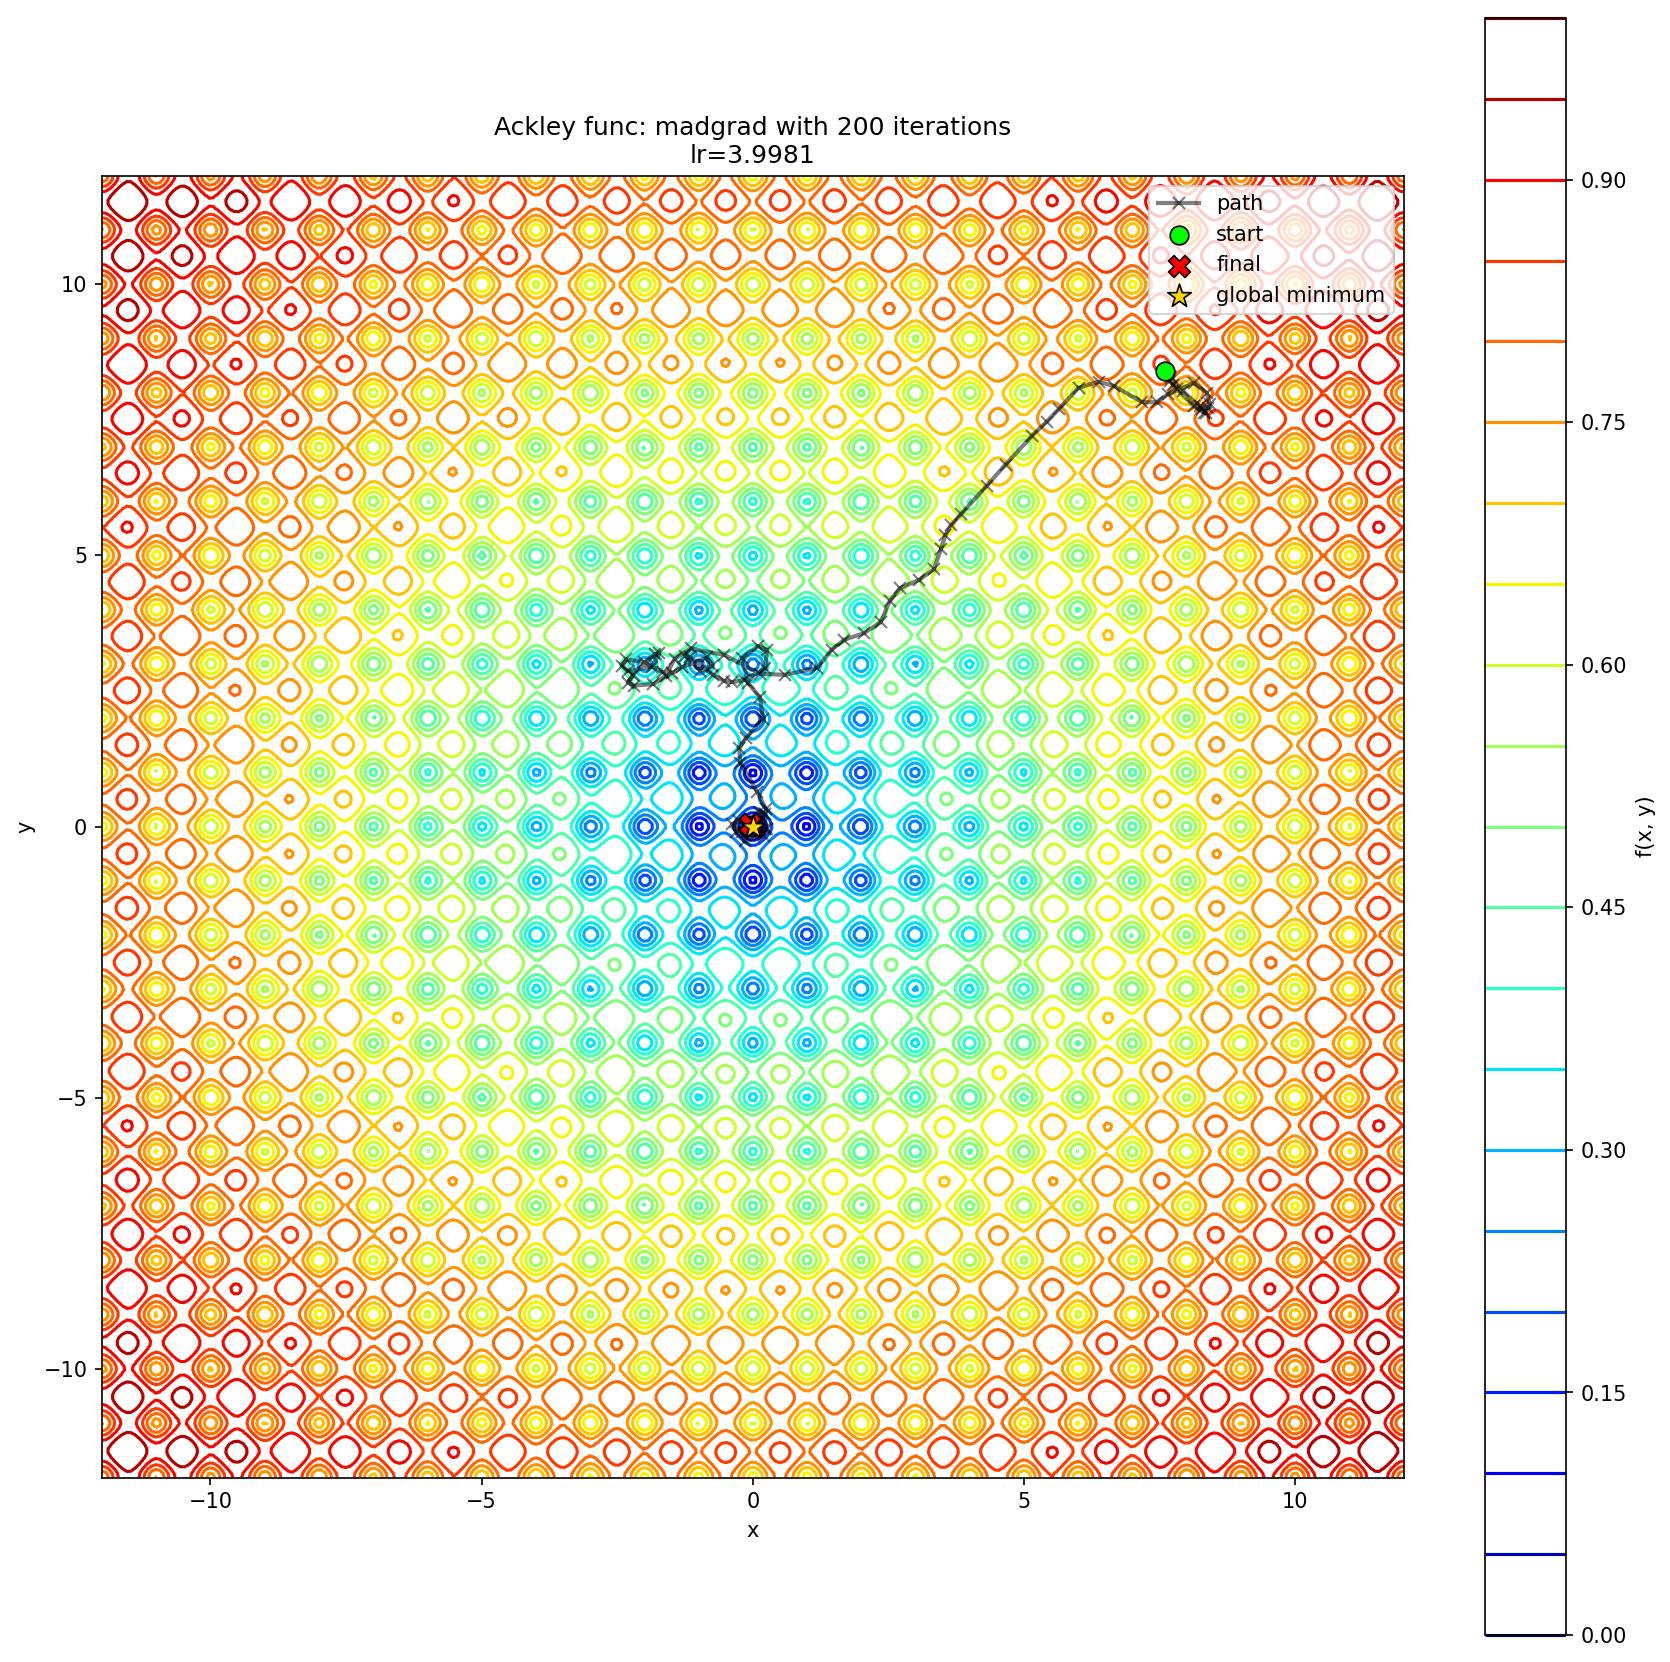 Ackley func: madgrad with 200 iterations
lr=3.9981
path
start
final
global minimum
10
5
0
−5
−10
y
−10
−5
0
5
10
x
0.90
0.75
0.60
0.45
0.30
0.15
0.00
f(x, y)